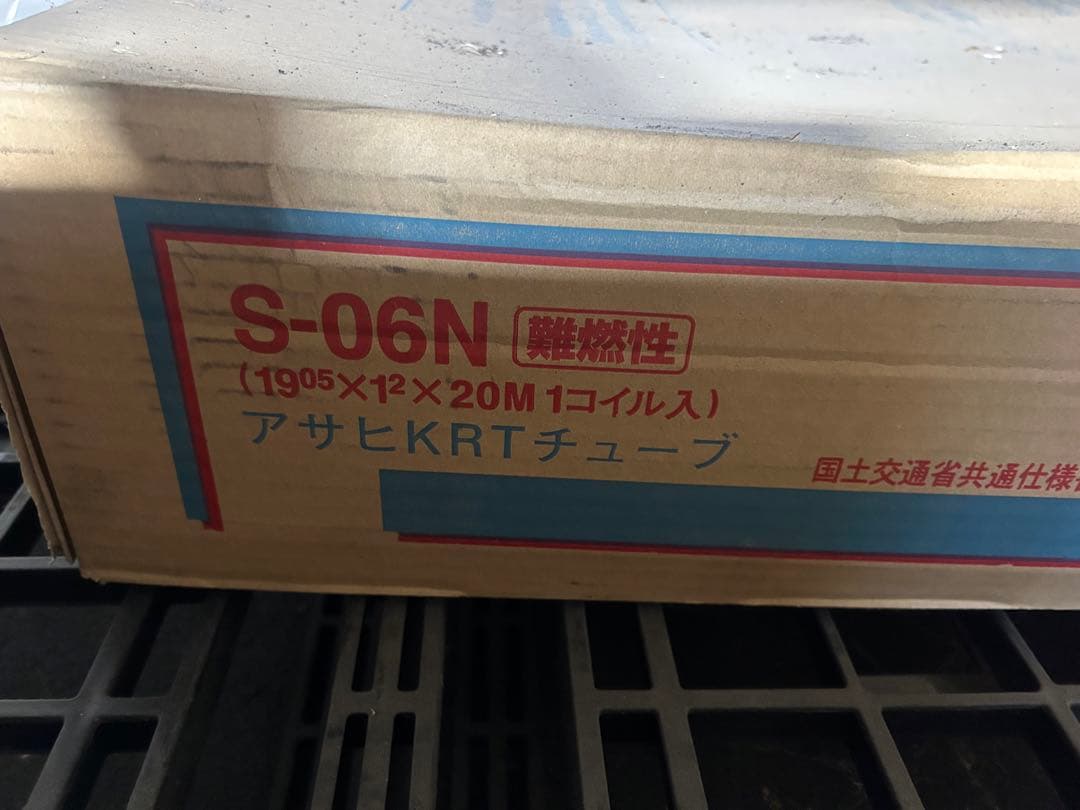 S-06N 難燃性
(19⁰⁵×1²×20M 1コイル入)
アサヒKRTチューブ
国土交通省共通仕様